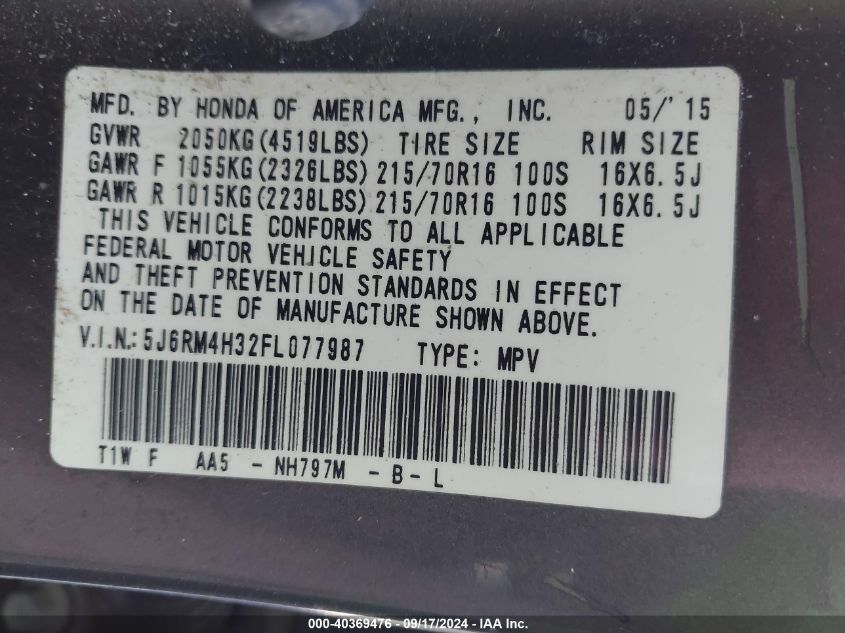 MFD. BY HONDA OF AMERICA MFG., INC. 05/'15
GVWR 2050KG(4519LBS) TIRE SIZE RIM SIZE
GAWR F 1055KG(2326LBS) 215/70R16 100S 16X6.5J
GAWR R 1015KG(2238LBS) 215/70R16 100S 16X6.5J
THIS VEHICLE CONFORMS TO ALL APPLICABLE
FEDERAL MOTOR VEHICLE SAFETY
AND THEFT PREVENTION STANDARDS IN EFFECT
ON THE DATE OF MANUFACTURE SHOWN ABOVE.
V.I.N.: 5J6RM4H32FL077987 TYPE: MPV
T1W F AA5 - NH797M - B - L
000-40369476 - 09/17/2024 - IAA Inc.